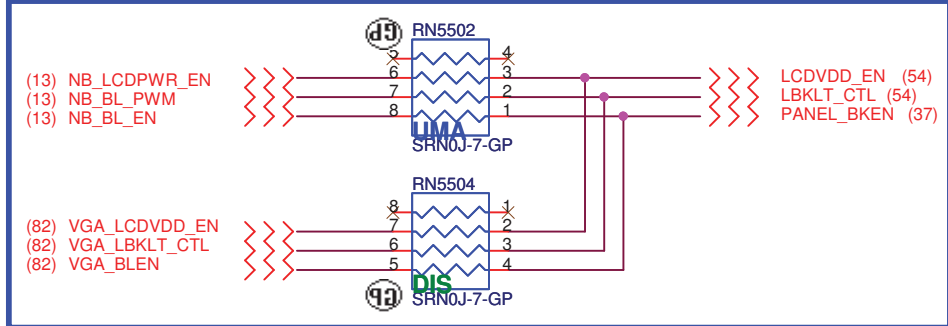 GP RN5502
5 4
(13) NB_LCDPWR_EN 6 3 LCDVDD_EN (54)
(13) NB_BL_PWM 7 2 LBKLT_CTL (54)
(13) NB_BL_EN 8 1 PANEL_BKEN (37)
UMA
SRN0J-7-GP
RN5504
8 1
(82) VGA_LCDVDD_EN 7 2
(82) VGA_LBKLT_CTL 6 3
(82) VGA_BLEN 5 4
DIS
GP SRN0J-7-GP